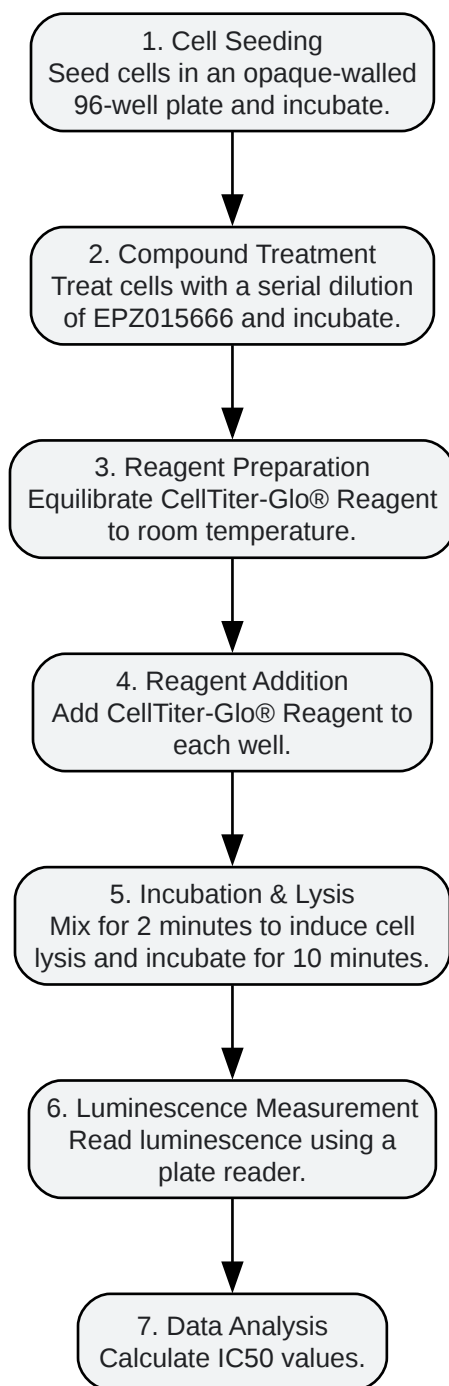 1. Cell Seeding
Seed cells in an opaque-walled
96-well plate and incubate.
2. Compound Treatment
Treat cells with a serial dilution
of EPZ015666 and incubate.
3. Reagent Preparation
Equilibrate CellTiter-Glo® Reagent
to room temperature.
4. Reagent Addition
Add CellTiter-Glo® Reagent to
each well.
5. Incubation & Lysis
Mix for 2 minutes to induce cell
lysis and incubate for 10 minutes.
6. Luminescence Measurement
Read luminescence using a
plate reader.
7. Data Analysis
Calculate IC50 values.